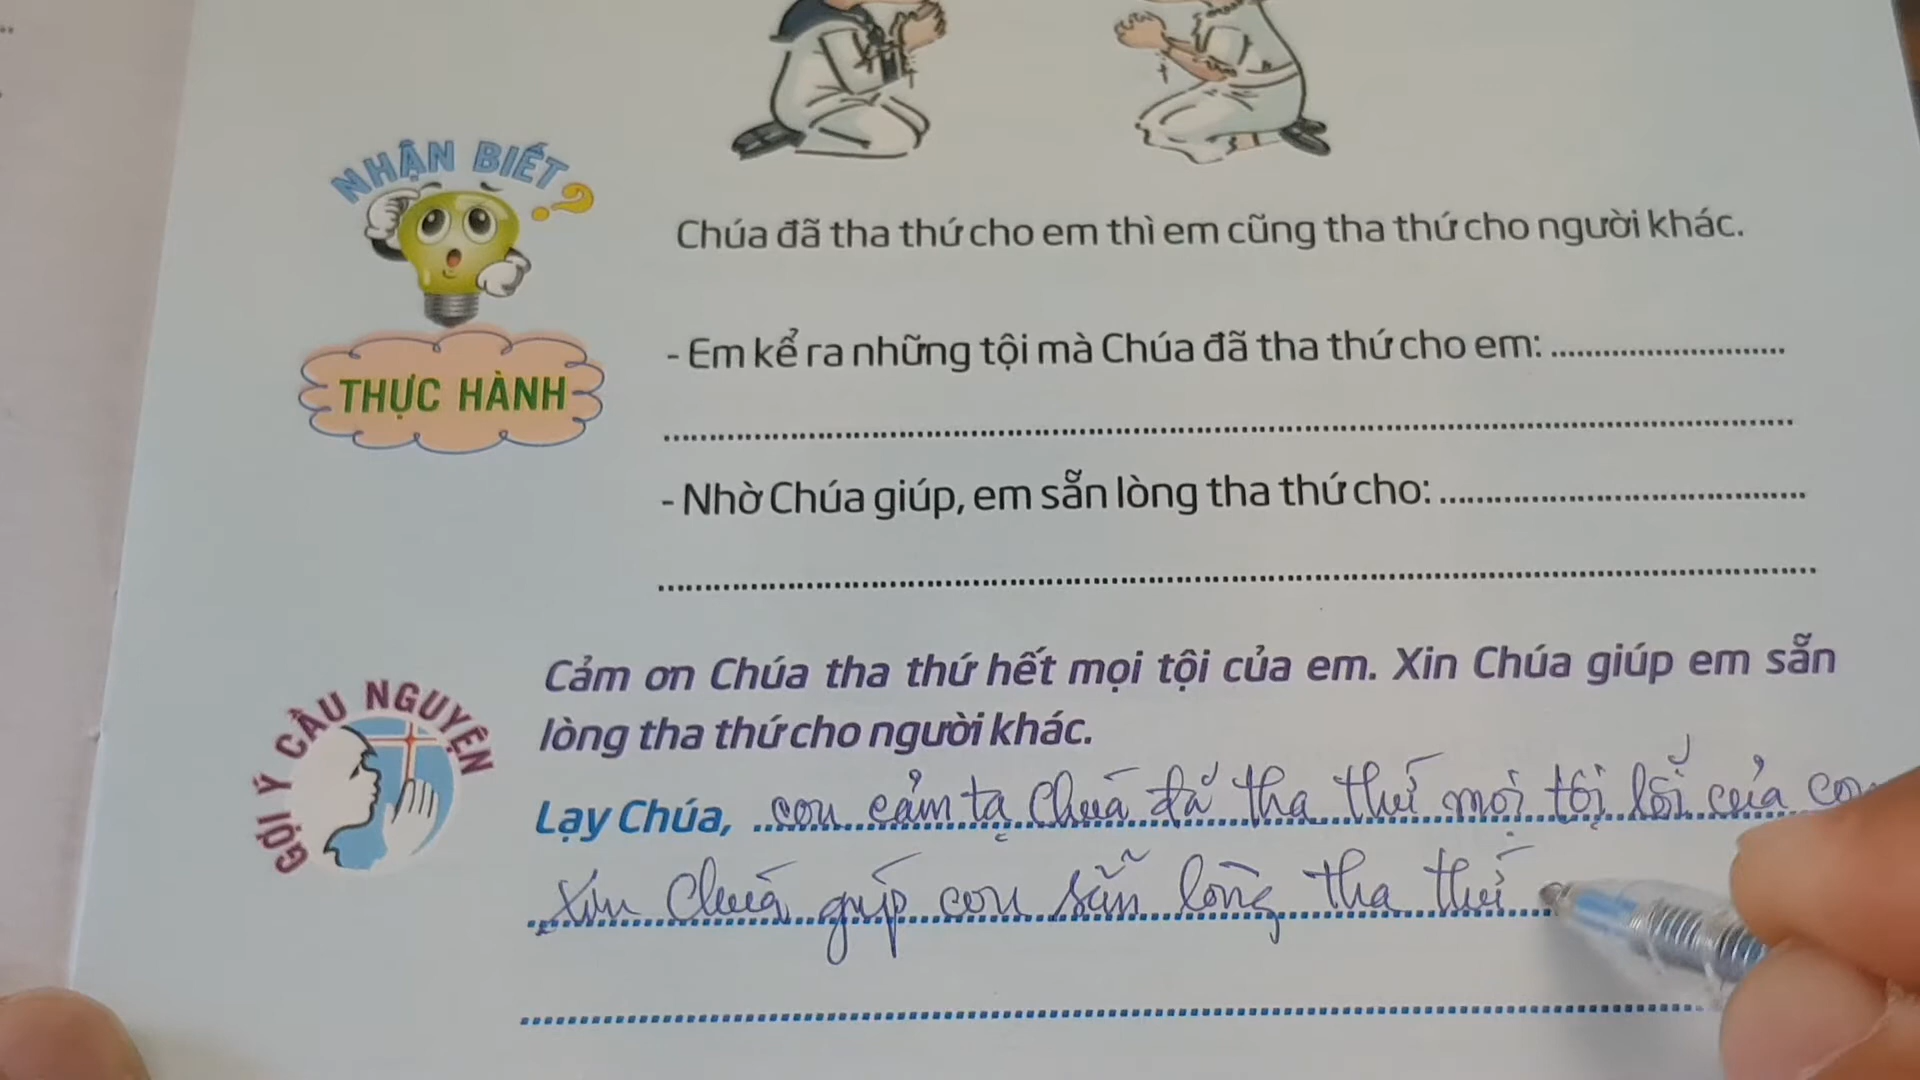 NHẬN BIẾT?
Chúa đã tha thứ cho em thì em cũng tha thứ cho người khác.
THỰC HÀNH
- Em kể ra những tội mà Chúa đã tha thứ cho em:
- Nhờ Chúa giúp, em sẵn lòng tha thứ cho:
GỢI Ý CẦU NGUYỆN
Cảm ơn Chúa tha thứ hết mọi tội của em. Xin Chúa giúp em sẵn
lòng tha thứ cho người khác.
Lạy Chúa, con cảm tạ Chúa đã tha thứ mọi tội lỗi của con
Xin Chúa giúp con sẵn lòng tha thứ